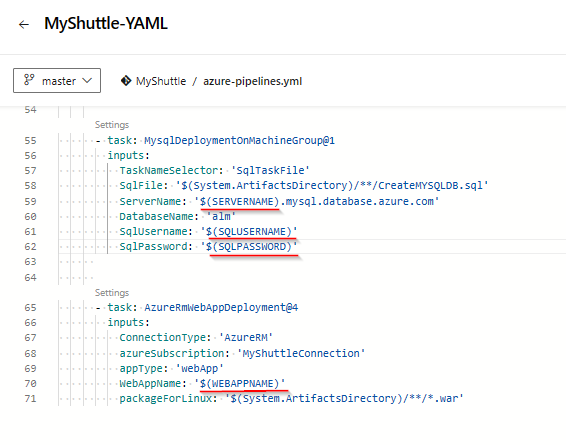 MyShuttle-YAML
master
MyShuttle / azure-pipelines.yml
54
Settings
55 - task: MysqlDeploymentOnMachineGroup@1
56 inputs:
57 TaskNameSelector: 'SqlTaskFile'
58 SqlFile: '$(System.ArtifactsDirectory)/**/CreateMYSQLDB.sql'
59 ServerName: '$(SERVERNAME).mysql.database.azure.com'
60 DatabaseName: 'alm'
61 SqlUsername: '$(SQLUSERNAME)'
62 SqlPassword: '$(SQLPASSWORD)'
63
64
Settings
65 - task: AzureRmWebAppDeployment@4
66 inputs:
67 ConnectionType: 'AzureRM'
68 azureSubscription: 'MyShuttleConnection'
69 appType: 'webApp'
70 WebAppName: '$(WEBAPPNAME)'
71 packageForLinux: '$(System.ArtifactsDirectory)/**/*.war'